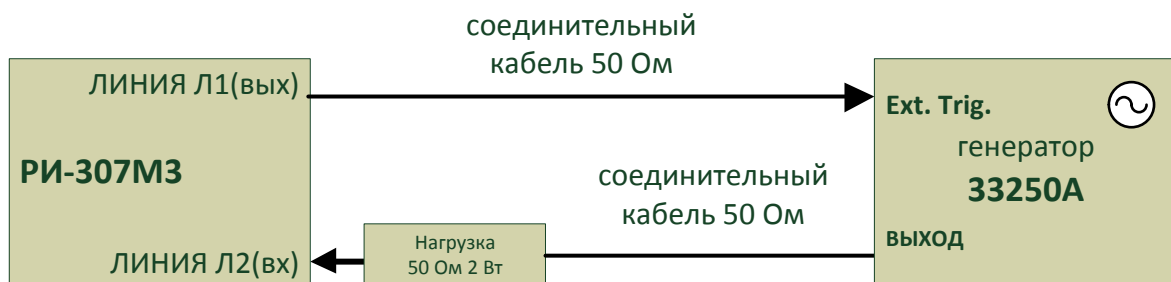 соединительный
кабель 50 Ом
ЛИНИЯ Л1(вых)
РИ-307М3
ЛИНИЯ Л2(вх)
Ext. Trig.
генератор
33250А
выход
соединительный
кабель 50 Ом
Нагрузка
50 Ом 2 Вт